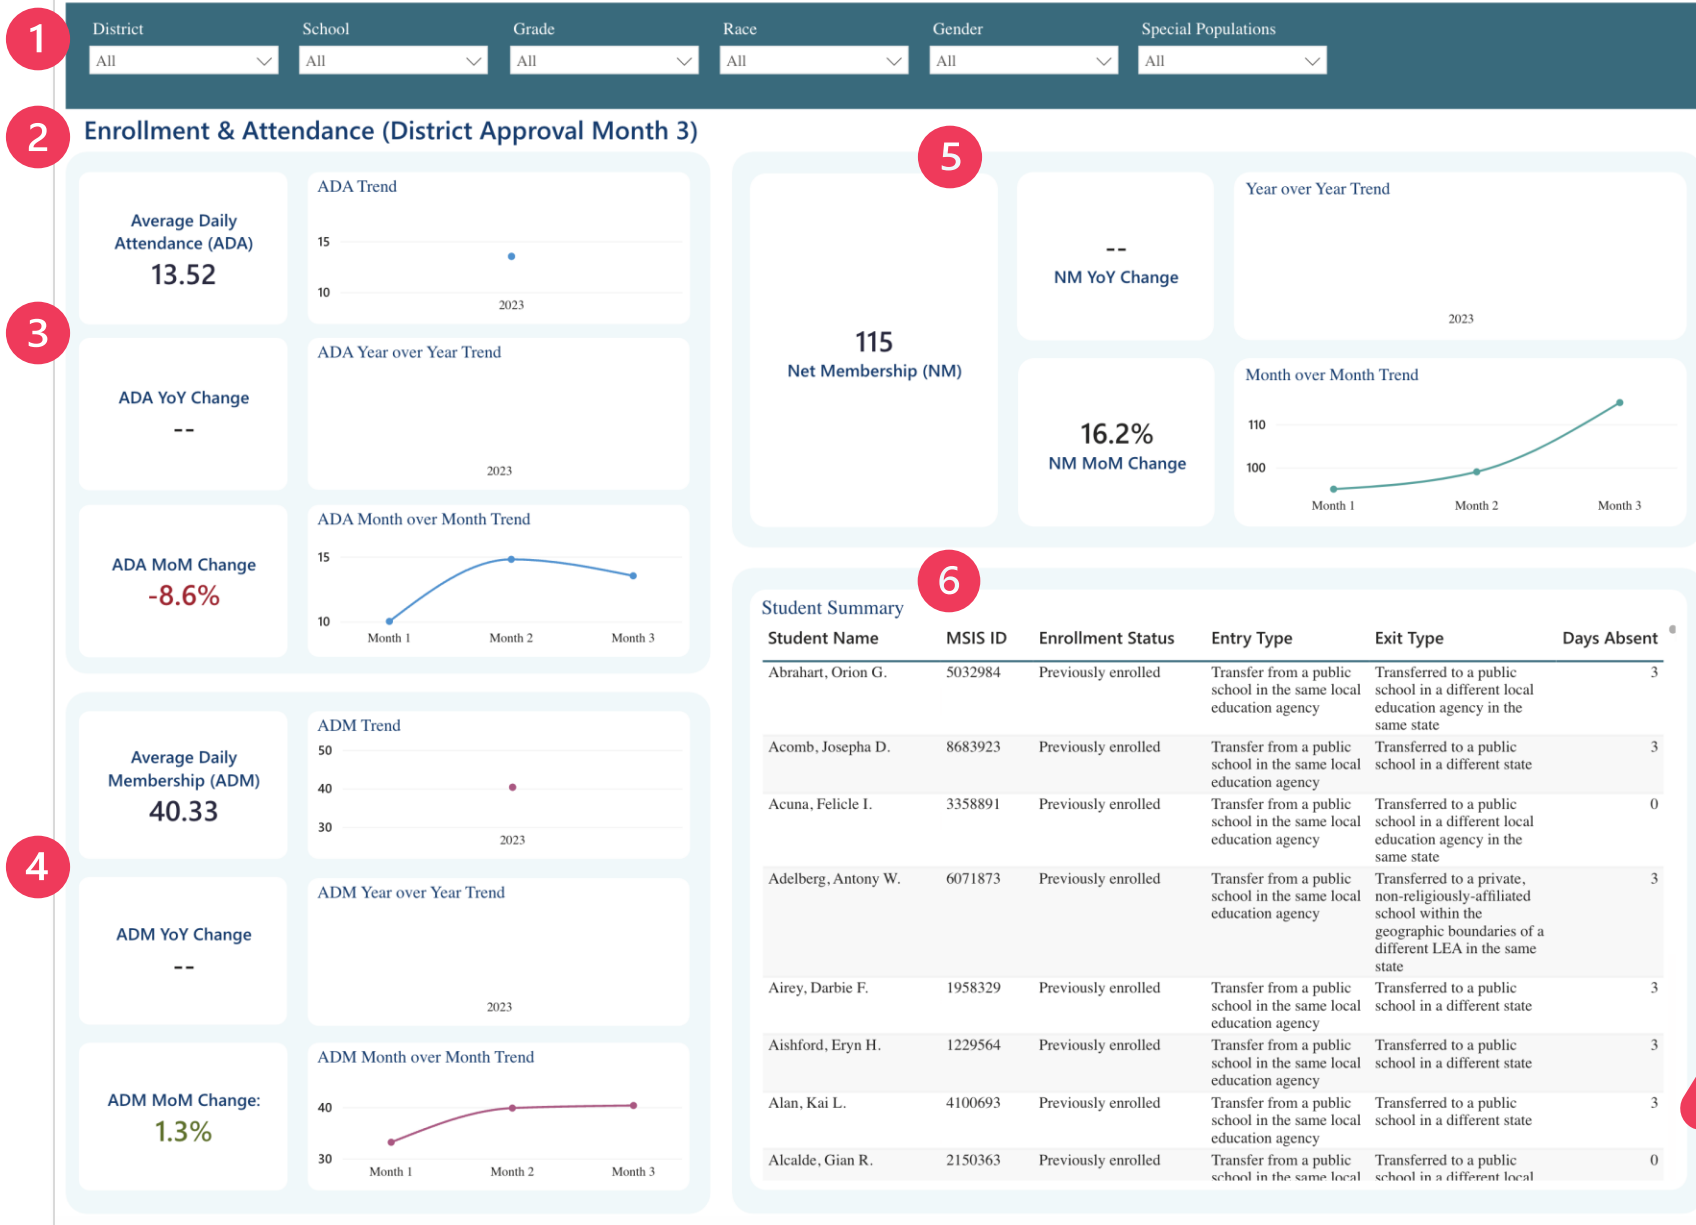 1
District
School
Grade
Race
Gender
Special Populations
All
All
All
All
All
All
2
Enrollment & Attendance (District Approval Month 3)
3
Average Daily
Attendance (ADA)
13.52
ADA Trend
15
10
2023
ADA YoY Change
--
ADA Year over Year Trend
2023
ADA MoM Change
-8.6%
ADA Month over Month Trend
15
10
Month 1
Month 2
Month 3
4
Average Daily
Membership (ADM)
40.33
ADM Trend
50
40
30
2023
ADM YoY Change
--
ADM Year over Year Trend
2023
ADM MoM Change:
1.3%
ADM Month over Month Trend
40
30
Month 1
Month 2
Month 3
5
115
Net Membership (NM)
--
NM YoY Change
Year over Year Trend
2023
16.2%
NM MoM Change
Month over Month Trend
110
100
Month 1
Month 2
Month 3
6
Student Summary
Student Name
MSIS ID
Enrollment Status
Entry Type
Exit Type
Days Absent
Abrahart, Orion G.
5032984
Previously enrolled
Transfer from a public
school in the same local
education agency
Transferred to a public
school in a different local
education agency in the
same state
3
Acomb, Josepha D.
8683923
Previously enrolled
Transfer from a public
school in the same local
education agency
Transferred to a public
school in a different state
3
Acuna, Felicle I.
3358891
Previously enrolled
Transfer from a public
school in the same local
education agency
Transferred to a public
school in a different local
education agency in the
same state
0
Adelberg, Antony W.
6071873
Previously enrolled
Transfer from a public
school in the same local
education agency
Transferred to a private,
non-religiously-affiliated
school within the
geographic boundaries of a
different LEA in the same
state
3
Airey, Darbie F.
1958329
Previously enrolled
Transfer from a public
school in the same local
education agency
Transferred to a public
school in a different state
3
Aishford, Eryn H.
1229564
Previously enrolled
Transfer from a public
school in the same local
education agency
Transferred to a public
school in a different state
3
Alan, Kai L.
4100693
Previously enrolled
Transfer from a public
school in the same local
education agency
Transferred to a public
school in a different state
3
Alcalde, Gian R.
2150363
Previously enrolled
Transfer from a public
school in the same local
Transferred to a public
school in a different local
0